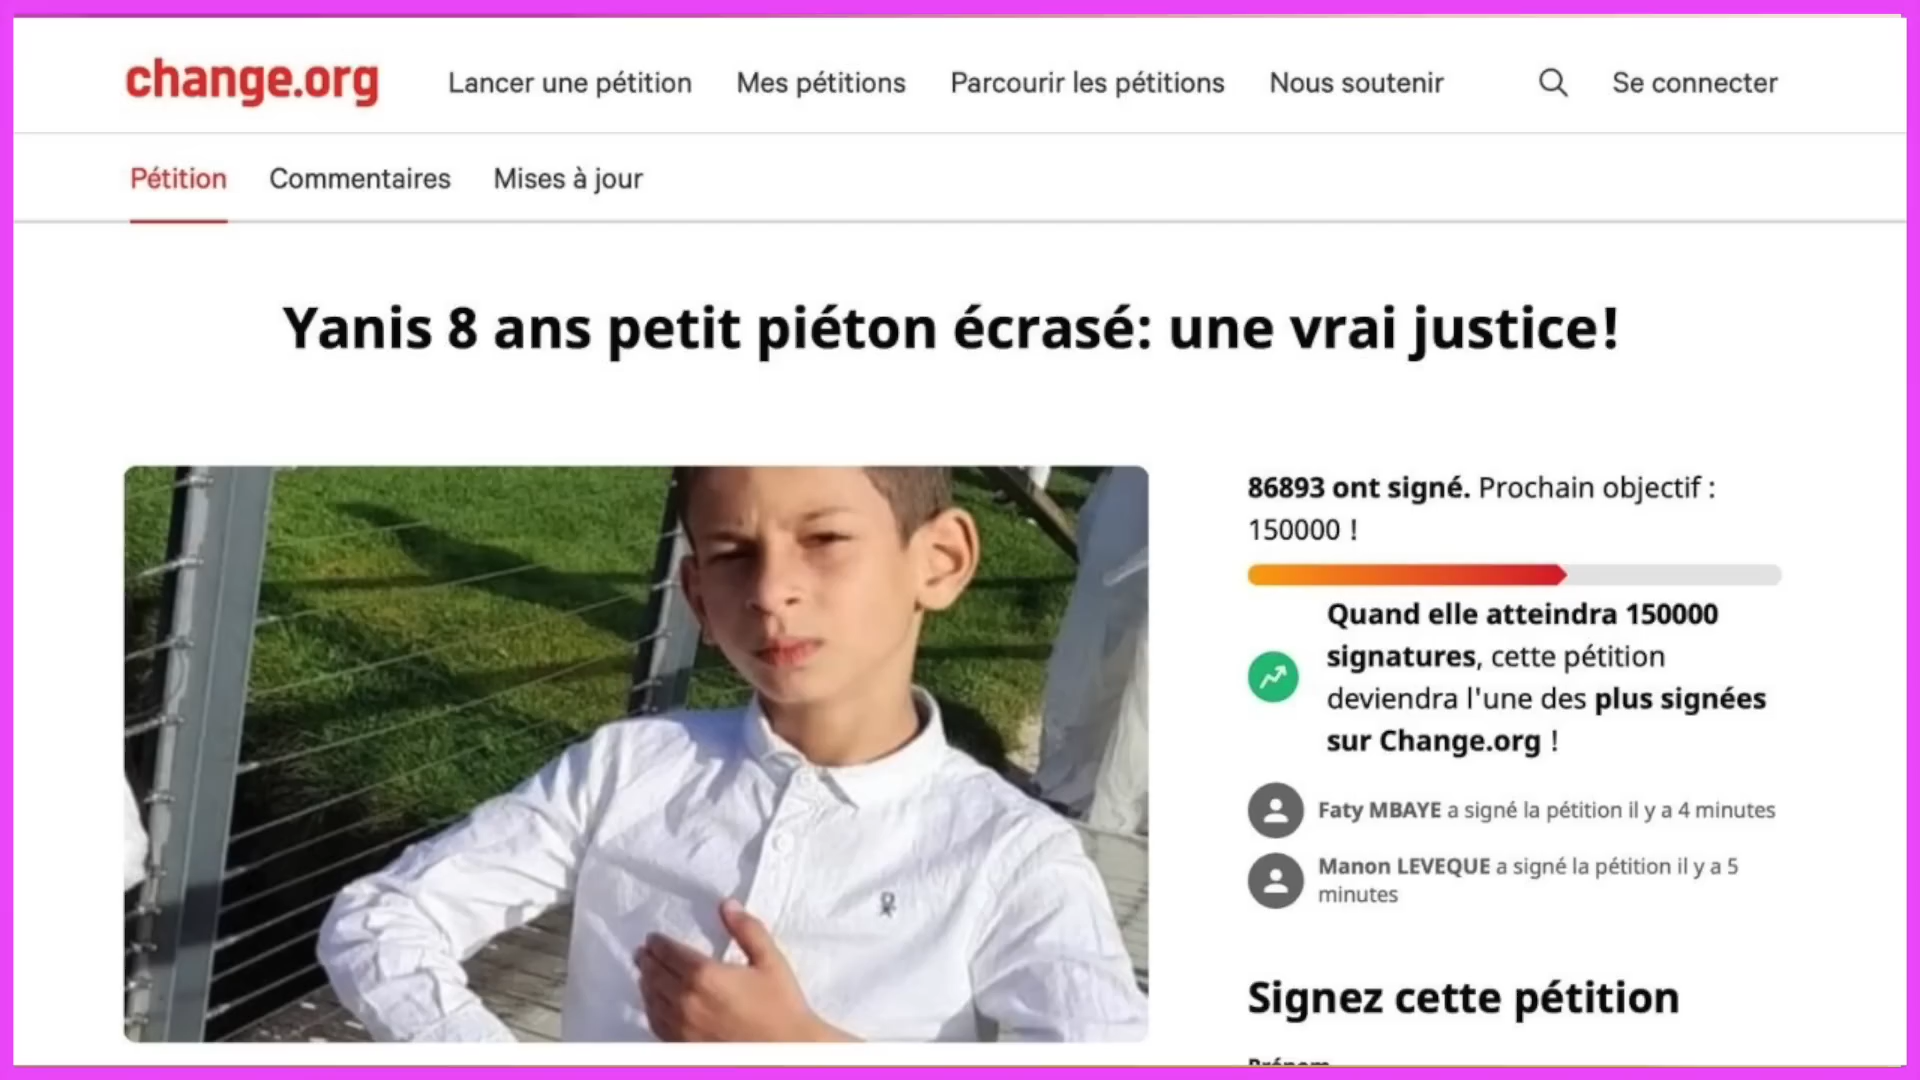 change.org
Lancer une pétition
Mes pétitions
Parcourir les pétitions
Nous soutenir
Se connecter
Pétition
Commentaires
Mises à jour
Yanis 8 ans petit piéton écrasé: une vrai justice!
86893 ont signé. Prochain objectif :
150000 !
Quand elle atteindra 150000
signatures, cette pétition
deviendra l'une des plus signées
sur Change.org !
Faty MBAYE a signé la pétition il y a 4 minutes
Manon LEVEQUE a signé la pétition il y a 5
minutes
Signez cette pétition
Prénom